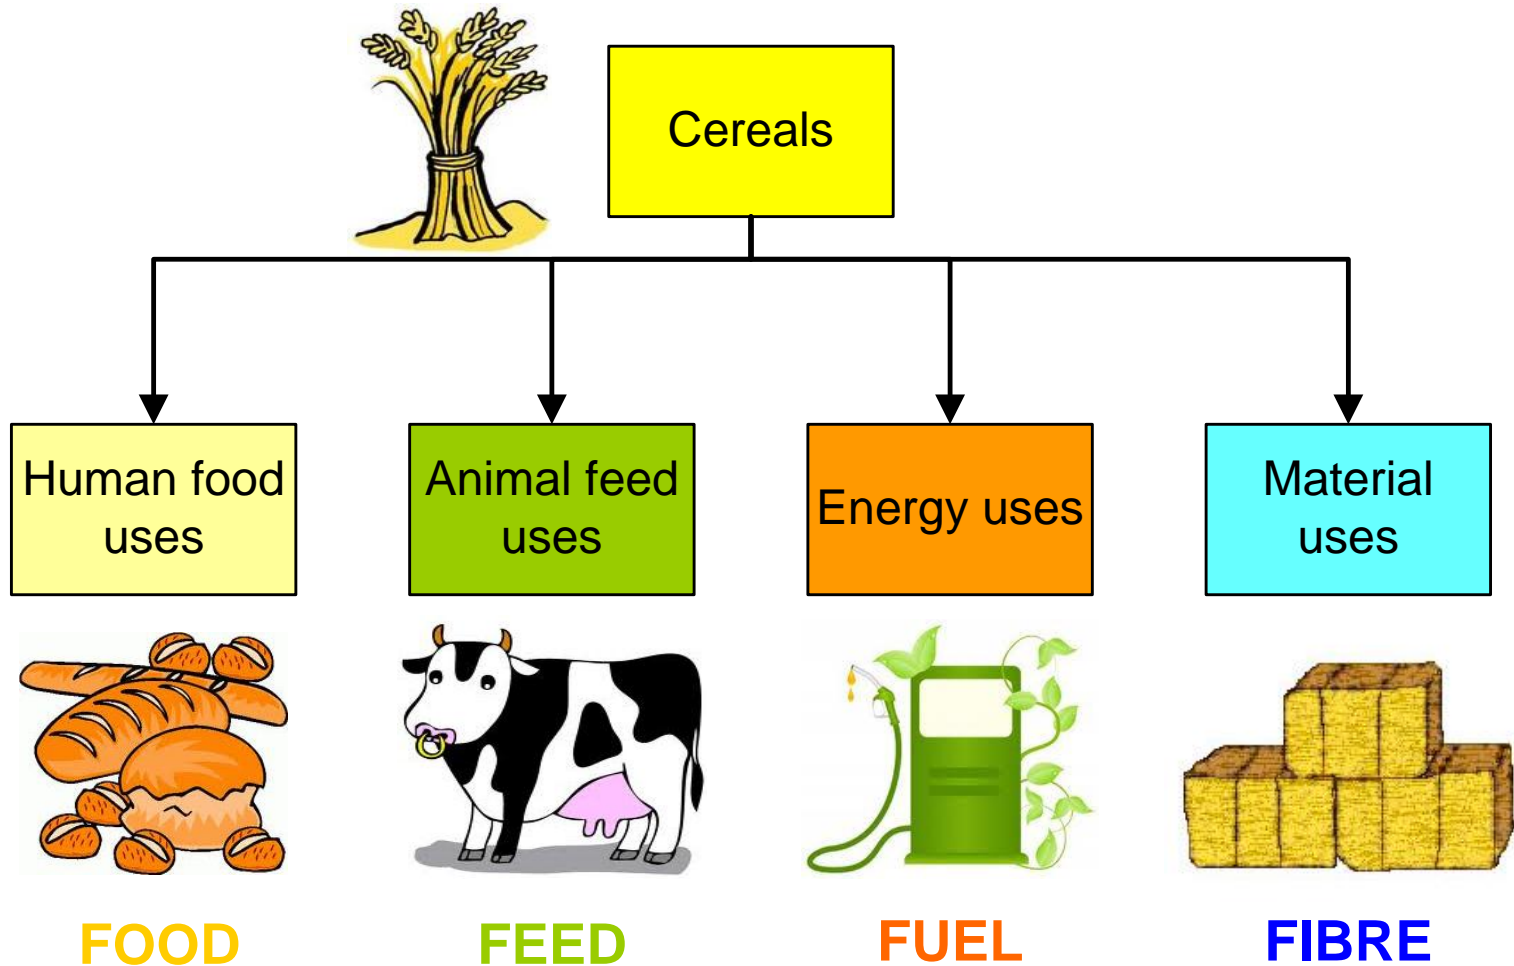 Cereals
Human food
uses
Animal feed
uses
Energy uses
Material
uses
FOOD
FEED
FUEL
FIBRE